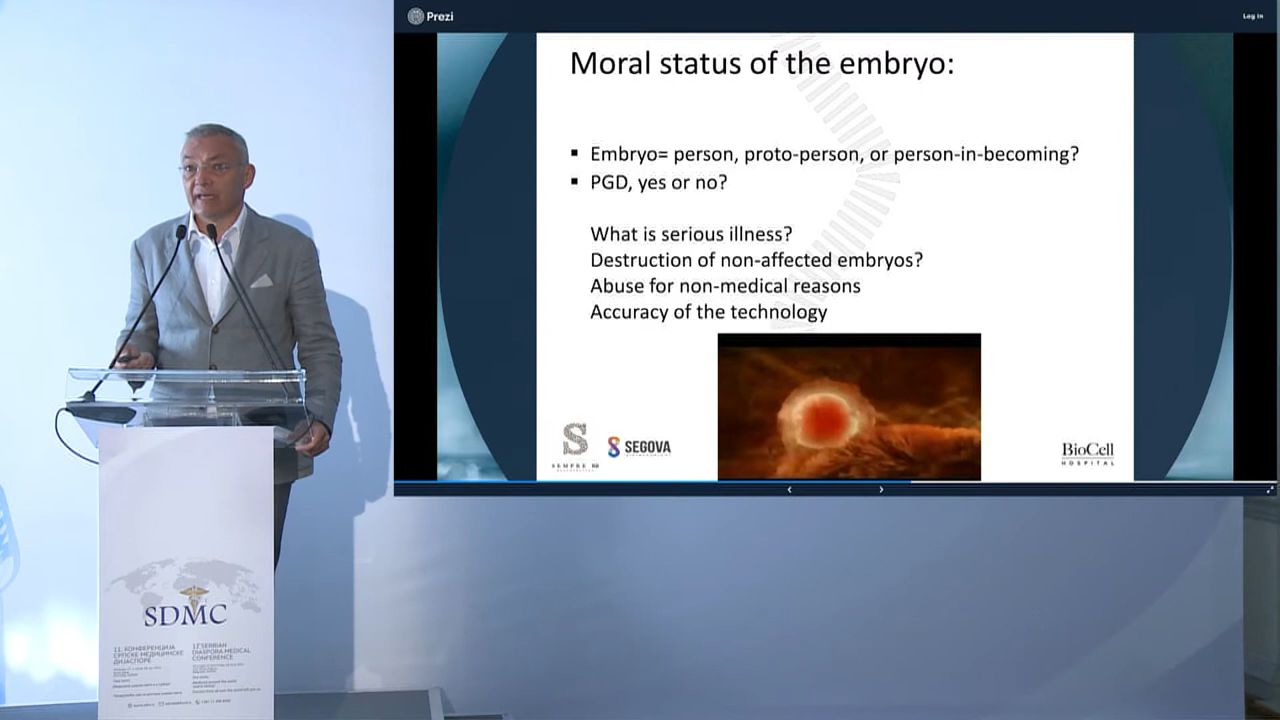 Prezi
Log in
Moral status of the embryo:
▪ Embryo= person, proto-person, or person-in-becoming?
▪ PGD, yes or no?
What is serious illness?
Destruction of non-affected embryos?
Abuse for non-medical reasons
Accuracy of the technology
S
SEMPRE
SEGOVA
BioCell
HOSPITAL
SDMC
11. КОНФЕРЕНЦИЈА
СРПСКЕ МЕДИЦИНСКЕ
ДИЈАСПОРЕ
SERBIAN
DIASPORA MEDICAL
CONFERENCE